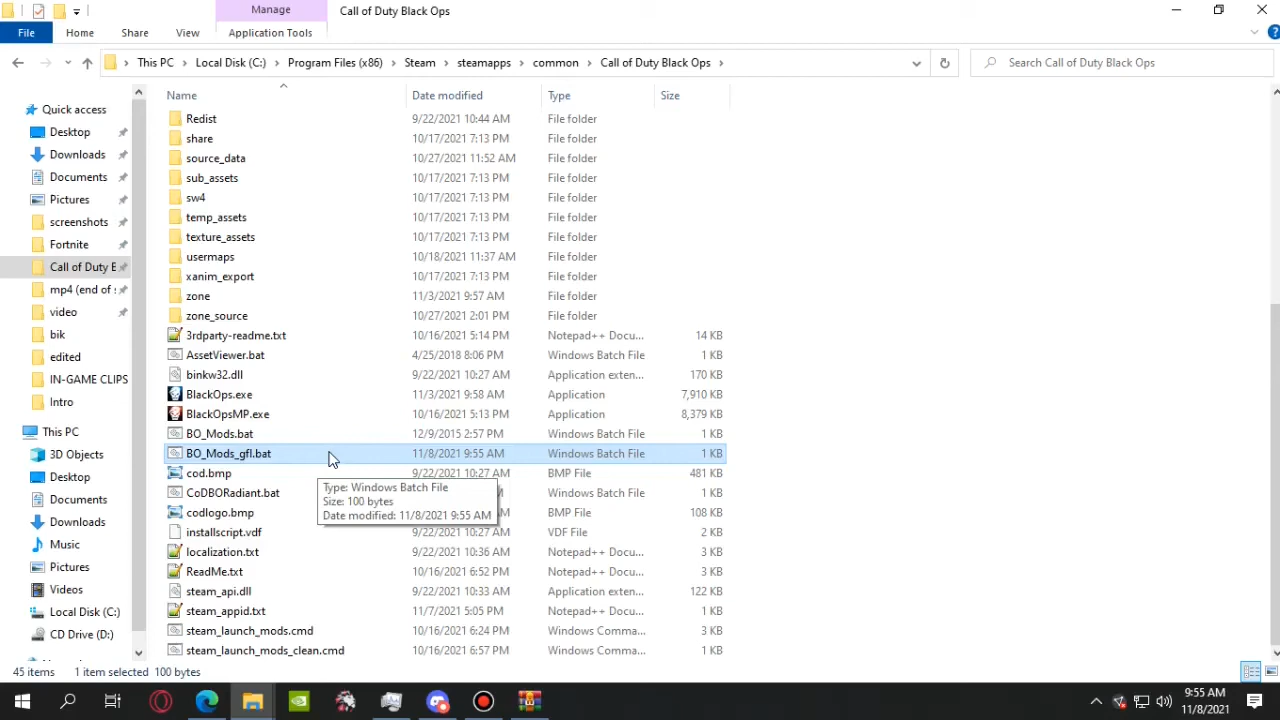 Manage
Call of Duty Black Ops
File
Home
Share
View
Application Tools
This PC
Local Disk (C:)
Program Files (x86)
Steam
steamapps
common
Call of Duty Black Ops
Search Call of Duty Black Ops
Name
Date modified
Type
Size
Quick access
Desktop
Downloads
Documents
Pictures
screenshots
Fortnite
Call of Duty B
mp4 (end of
video
bik
edited
IN-GAME CLIPS
Intro
This PC
3D Objects
Desktop
Documents
Downloads
Music
Pictures
Videos
Local Disk (C:)
CD Drive (D:)
Redist 9/22/2021 10:44 AM File folder
share 10/17/2021 7:13 PM File folder
source_data 10/27/2021 11:52 AM File folder
sub_assets 10/17/2021 7:13 PM File folder
sw4 10/17/2021 7:13 PM File folder
temp_assets 10/17/2021 7:13 PM File folder
texture_assets 10/17/2021 7:13 PM File folder
usermaps 10/18/2021 11:37 AM File folder
xanim_export 10/17/2021 7:13 PM File folder
zone 11/3/2021 9:57 AM File folder
zone_source 10/27/2021 2:01 PM File folder
3rdparty-readme.txt 10/16/2021 5:14 PM Notepad++ Docu... 14 KB
AssetViewer.bat 4/25/2018 8:06 PM Windows Batch File 1 KB
binkw32.dll 9/22/2021 10:27 AM Application exten... 170 KB
BlackOps.exe 11/3/2021 9:58 AM Application 7,910 KB
BlackOpsMP.exe 10/16/2021 5:13 PM Application 8,379 KB
BO_Mods.bat 12/9/2015 2:57 PM Windows Batch File 1 KB
BO_Mods_gfl.bat 11/8/2021 9:55 AM Windows Batch File 1 KB
cod.bmp 9/22/2021 10:27 AM BMP File 481 KB
CoDBORadiant.bat Windows Batch File 1 KB
codlogo.bmp BMP File 108 KB
installscript.vdf 9/22/2021 10:27 AM VDF File 2 KB
localization.txt 9/22/2021 10:36 AM Notepad++ Docu... 3 KB
ReadMe.txt 10/16/2021 6:52 PM Notepad++ Docu... 3 KB
steam_api.dll 9/22/2021 10:33 AM Application exten... 122 KB
steam_appid.txt 11/7/2021 5:05 PM Notepad++ Docu... 1 KB
steam_launch_mods.cmd 10/16/2021 6:24 PM Windows Comma... 3 KB
steam_launch_mods_clean.cmd 10/16/2021 6:57 PM Windows Comma... 1 KB
Type: Windows Batch File
Size: 100 bytes
Date modified: 11/8/2021 9:55 AM
45 items
1 item selected 100 bytes
9:55 AM
11/8/2021